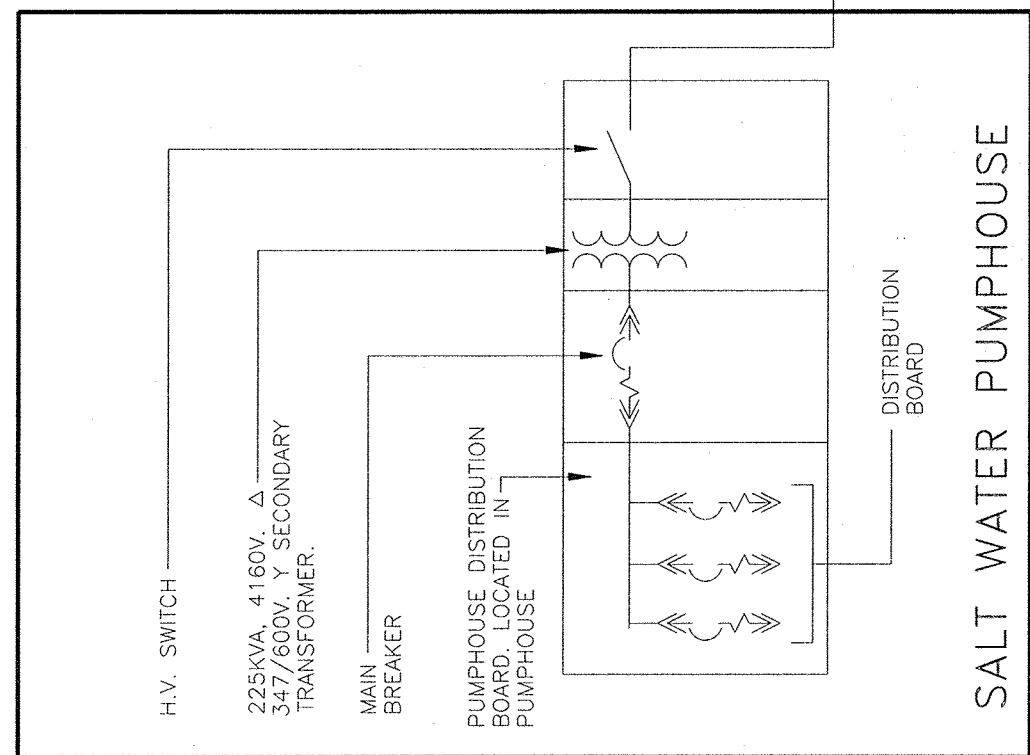 H.V. SWITCH
225KVA, 4160V. Δ
347/600V. Y SECONDARY
TRANSFORMER.
MAIN
BREAKER
PUMPHOUSE DISTRIBUTION
BOARD. LOCATED IN
PUMPHOUSE
DISTRIBUTION
BOARD
SALT WATER PUMPHOUSE